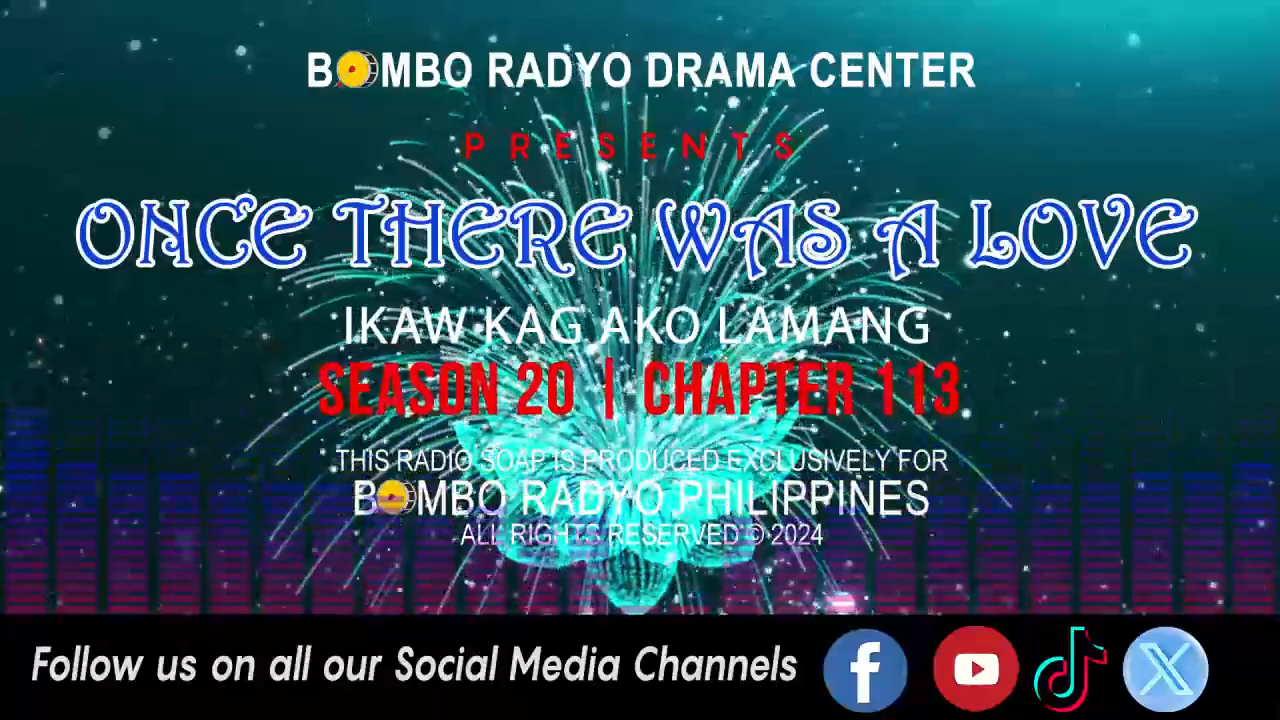 BOMBO RADYO DRAMA CENTER
PRESENTS
ONCE THERE WAS A LOVE
IKAW KAG AKO LAMANG
SEASON 20 | CHAPTER 113
THIS RADIO SOAP IS PRODUCED EXCLUSIVELY FOR
BOMBO RADYO PHILIPPINES
ALL RIGHTS RESERVED © 2024
Follow us on all our Social Media Channels